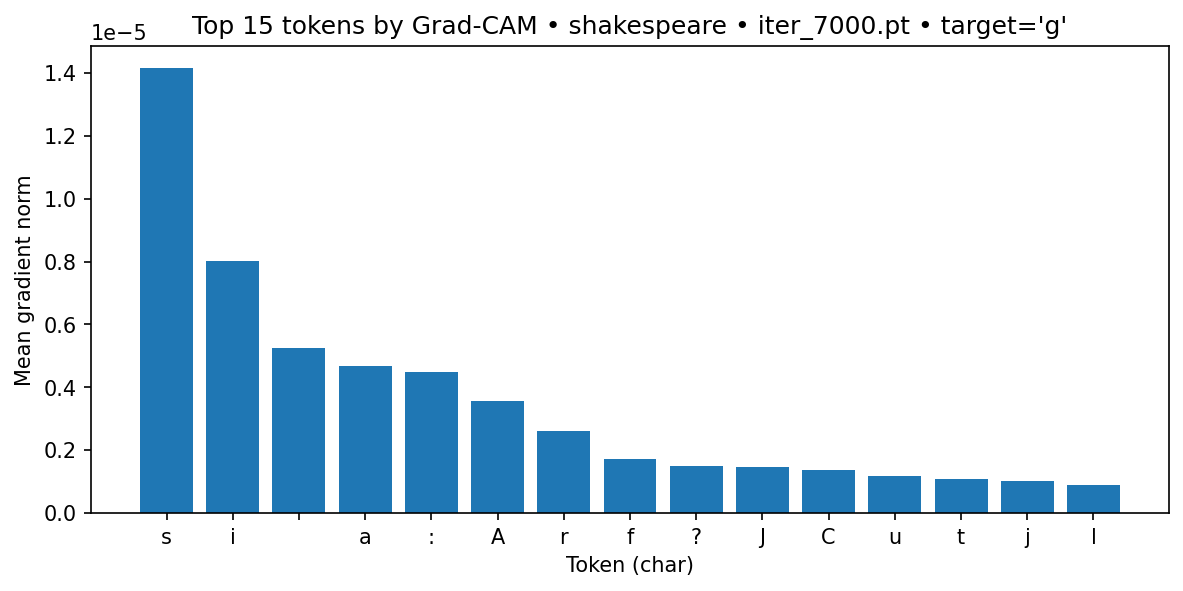 Top 15 tokens by Grad-CAM • shakespeare • iter_7000.pt • target='g'
1e−5
1.4
1.2
1.0
0.8
0.6
0.4
0.2
0.0
Mean gradient norm
s i a : A r f ? J C u t j l
Token (char)